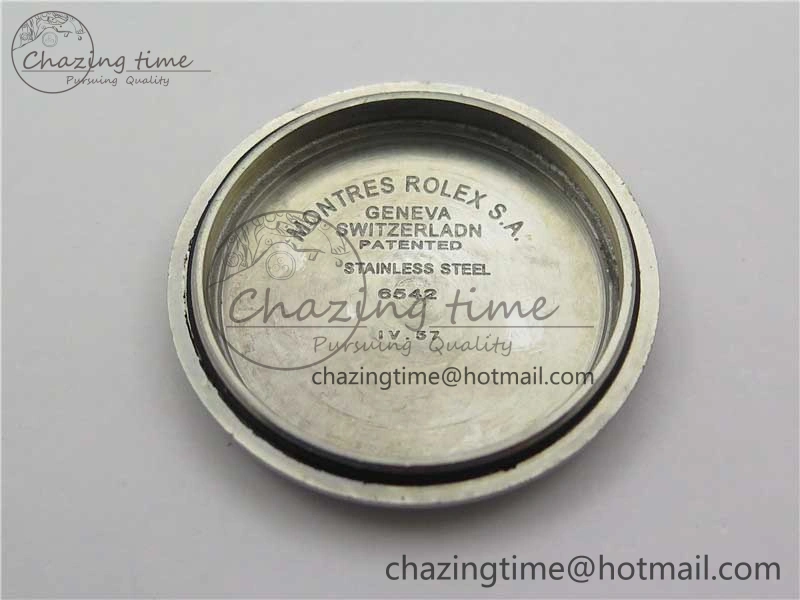 Chazing time
Pursuing Quality
MONTRES ROLEX S.A.
GENEVA
SWITZERLADN
PATENTED
STAINLESS STEEL
6542
Chazing time
IV.57
Pursuing Quality
chazingtime@hotmail.com
chazingtime@hotmail.com